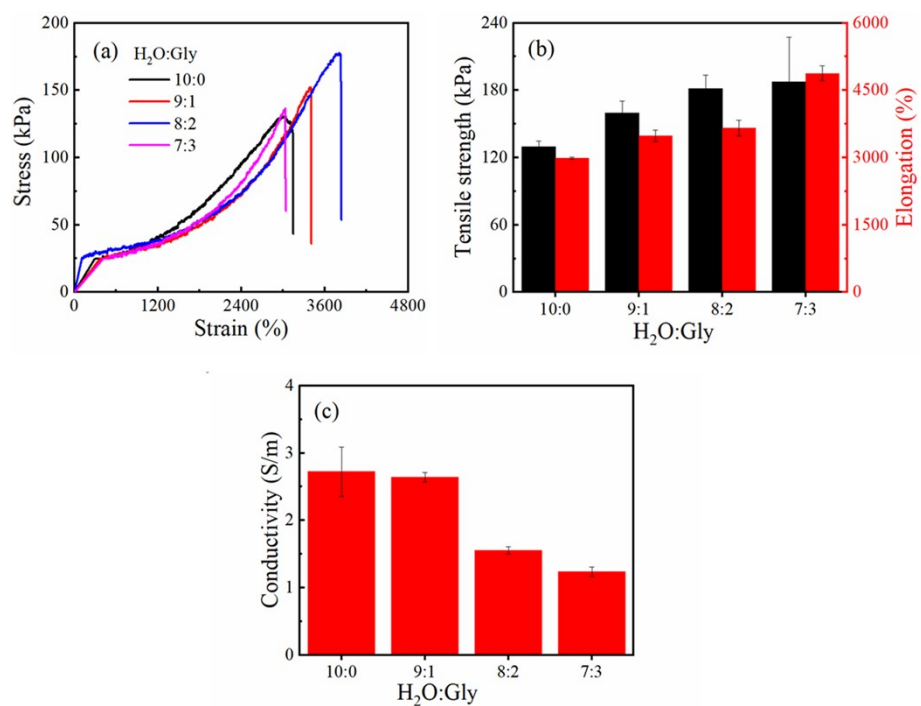 (a)
H₂O:Gly
10:0
9:1
8:2
7:3
200
150
100
50
0
Stress (kPa)
0 1200 2400 3600 4800
Strain (%)
(b)
240
180
120
60
0
Tensile strength (kPa)
6000
4500
3000
1500
0
Elongation (%)
10:0 9:1 8:2 7:3
H₂O:Gly
(c)
4
3
2
1
0
Conductivity (S/m)
10:0 9:1 8:2 7:3
H₂O:Gly